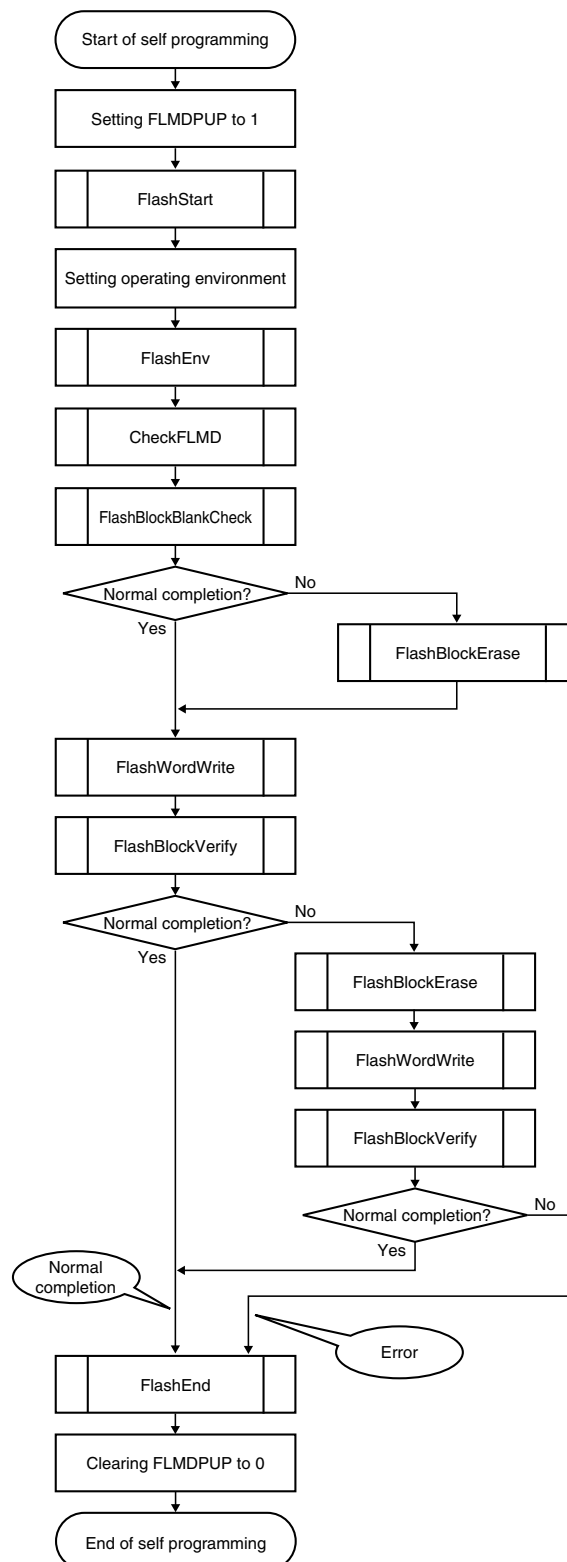 Start of self programming
Setting FLMDPUP to 1
FlashStart
Setting operating environment
FlashEnv
CheckFLMD
FlashBlockBlankCheck
Normal completion?
No
Yes
FlashBlockErase
FlashWordWrite
FlashBlockVerify
Normal completion?
No
Yes
FlashBlockErase
FlashWordWrite
FlashBlockVerify
Normal completion?
No
Yes
Normal
completion
Error
FlashEnd
Clearing FLMDPUP to 0
End of self programming